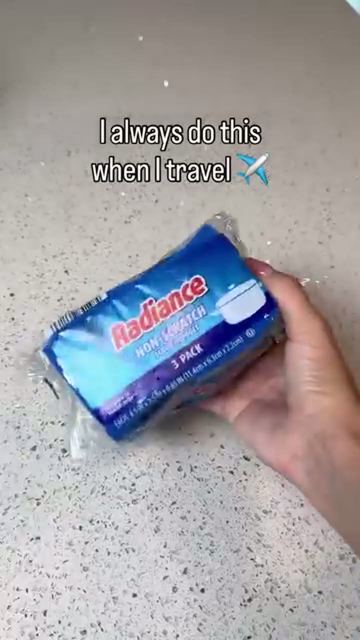 I always do this
when I travel ✈️
Radiance
NON-SCRATCH
3 PACK